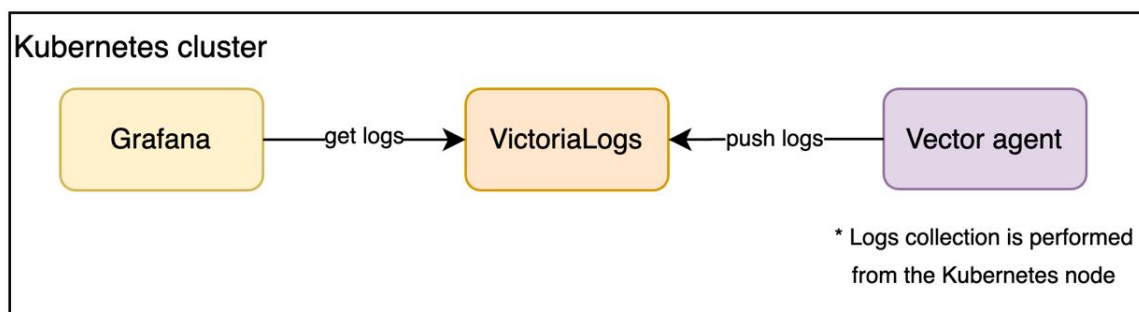 Kubernetes cluster
Grafana
get logs
VictoriaLogs
push logs
Vector agent
* Logs collection is performed
from the Kubernetes node